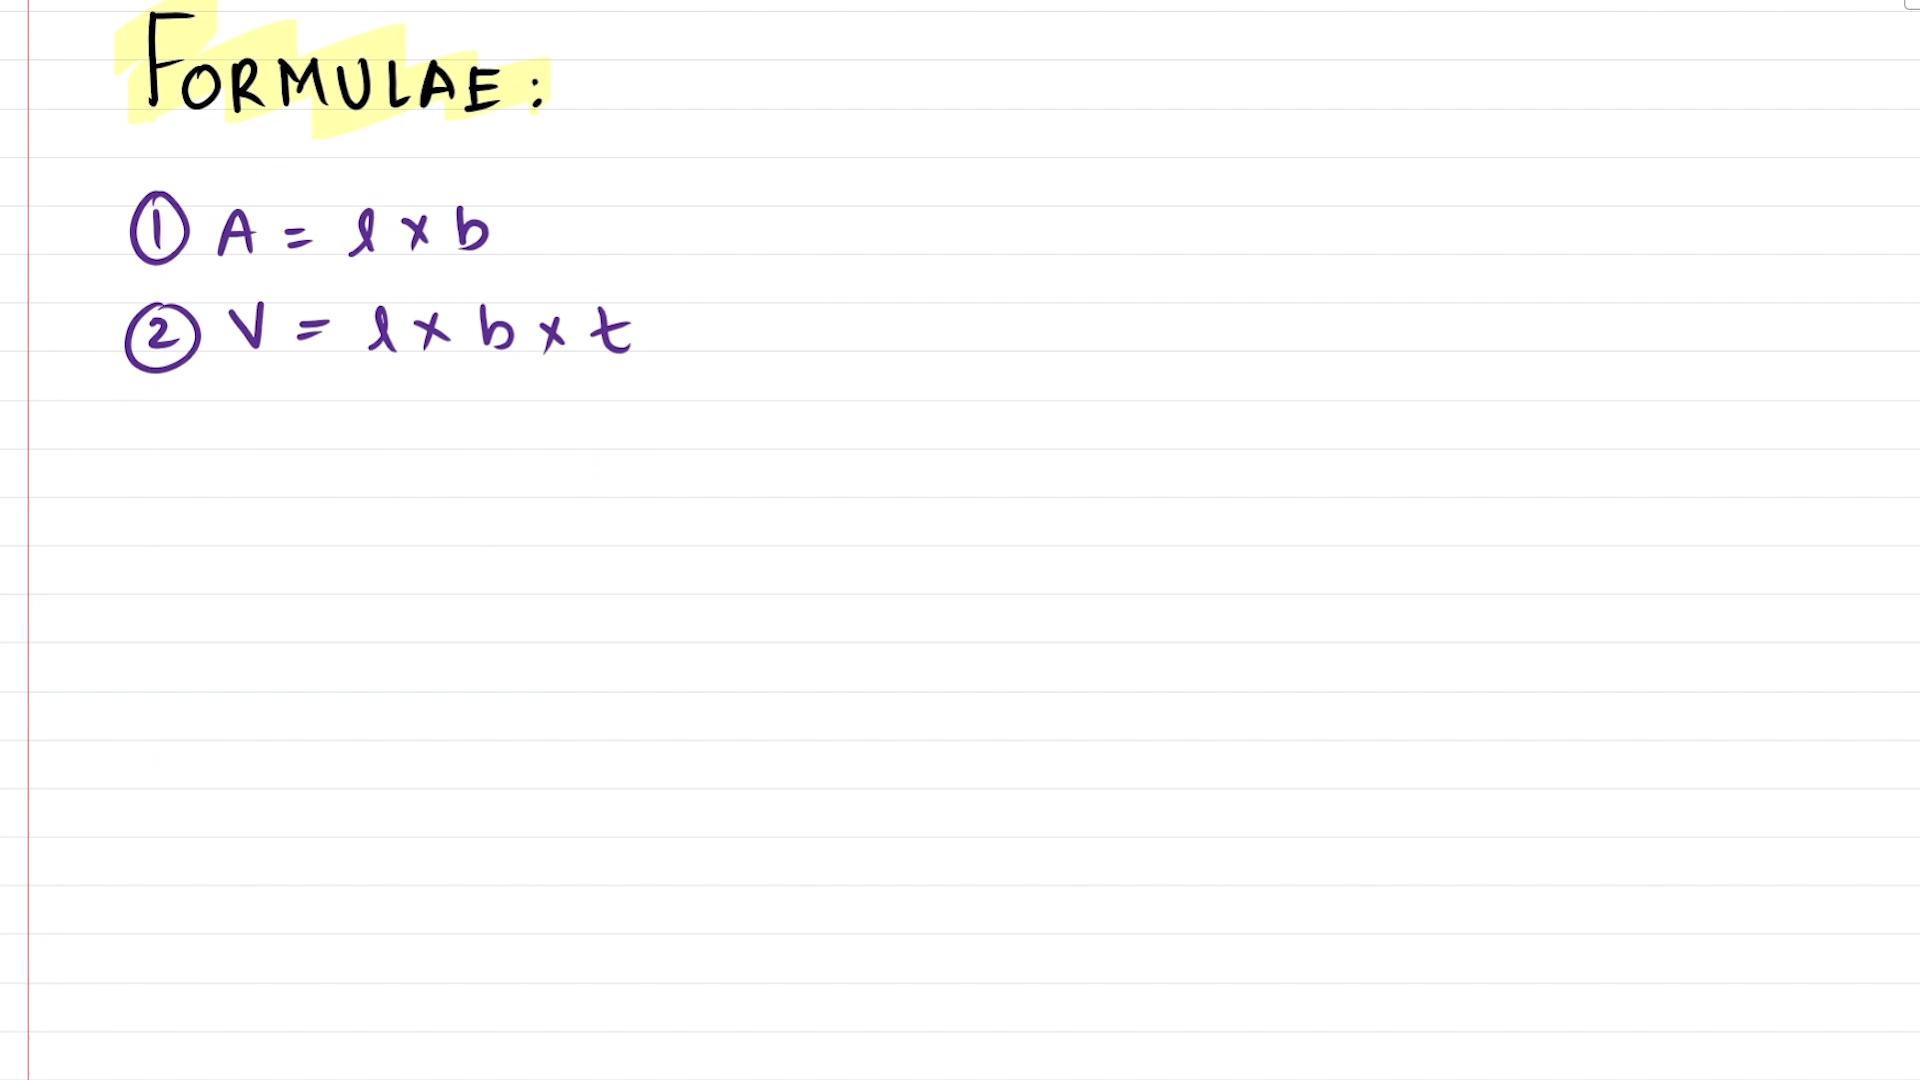 FORMULAE:
① A = l × b
② V = l × b × t